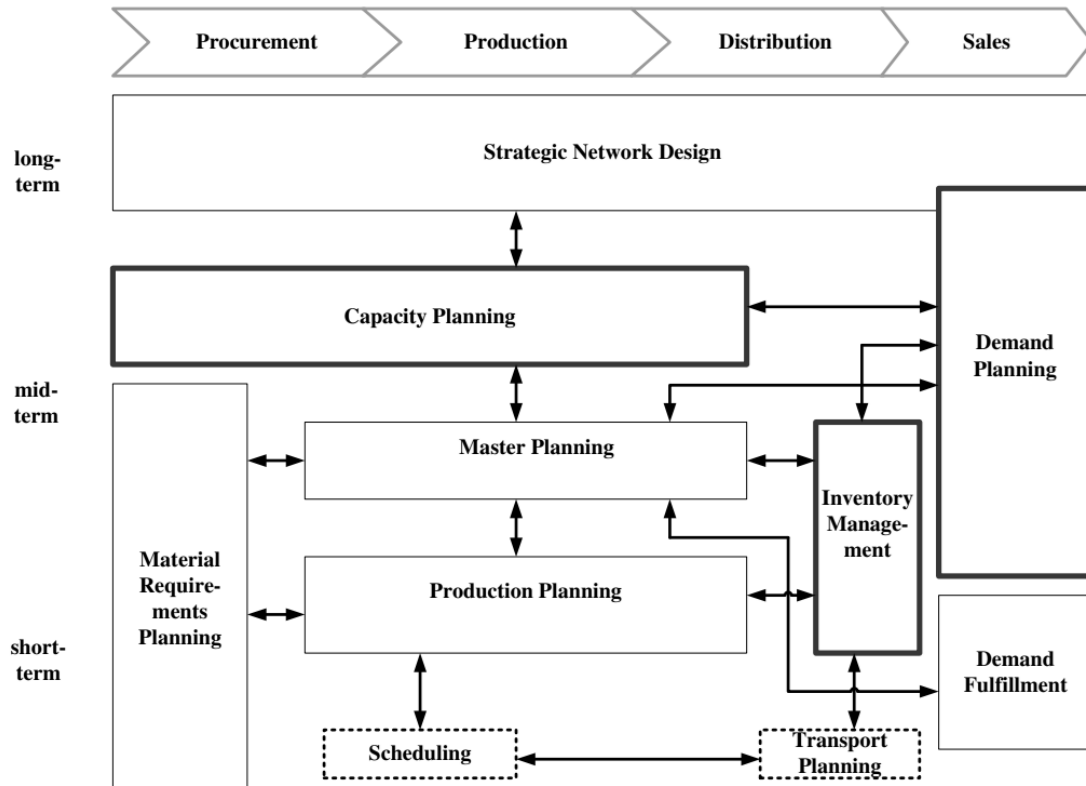 Procurement
Production
Distribution
Sales
long-
term
Strategic Network Design
Capacity Planning
Demand
Planning
mid-
term
Master Planning
Inventory
Manage-
ment
Material
Require-
ments
Planning
Production Planning
short-
term
Demand
Fulfillment
Scheduling
Transport
Planning